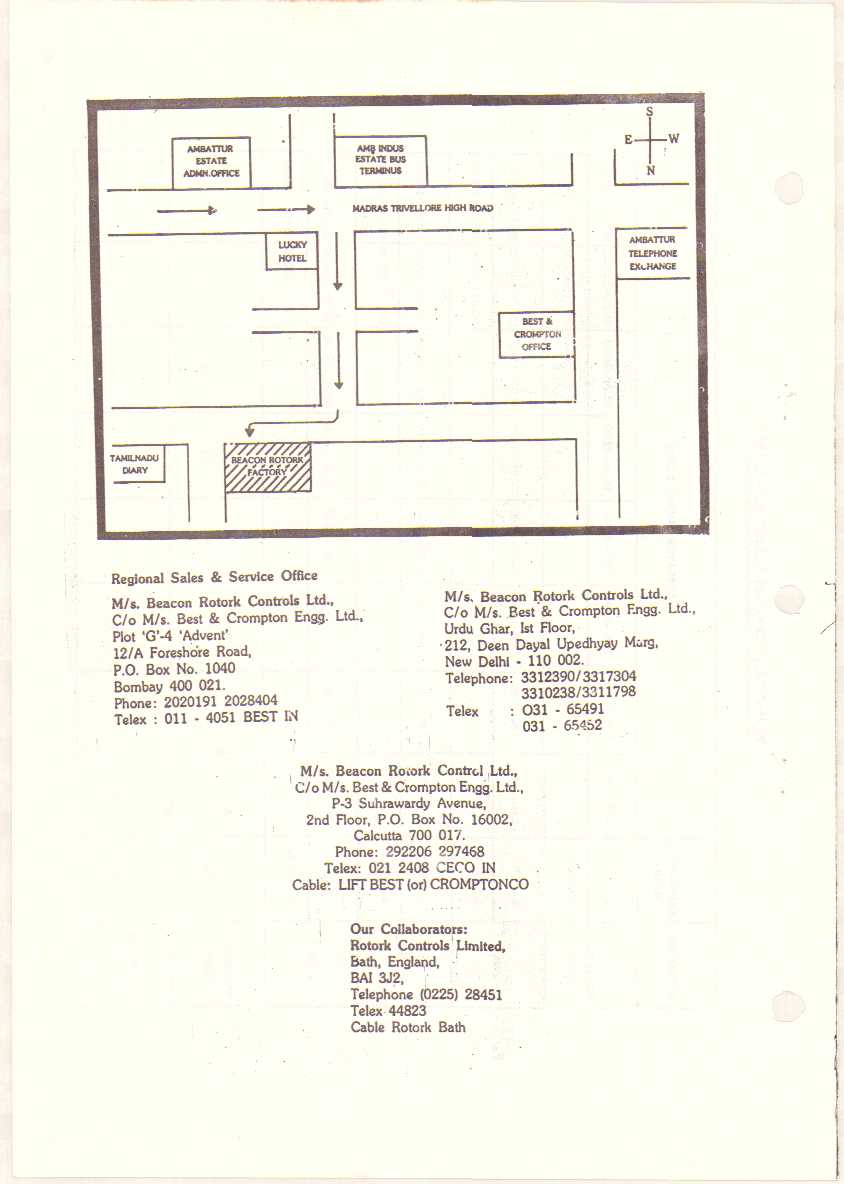 S
E W
N
AMBATTUR
ESTATE
ADMN.OFFICE
AMB INDUS
ESTATE BUS
TERMINUS
MADRAS TRIVELLORE HIGH ROAD
LUCKY
HOTEL
AMBATTUR
TELEPHONE
EXCHANGE
BEST &
CROMPTON
OFFICE
TAMILNADU
DIARY
BEACON ROTORK
FACTORY
Regional Sales & Service Office
M/s. Beacon Rotork Controls Ltd.,
C/o M/s. Best & Crompton Engg. Ltd.,
Plot 'G'-4 'Advent'
12/A Foreshore Road,
P.O. Box No. 1040
Bombay 400 021.
Phone: 2020191 2028404
Telex : 011 - 4051 BEST IN
M/s. Beacon Rotork Controls Ltd.,
C/o M/s. Best & Crompton Engg. Ltd.,
Urdu Ghar, Ist Floor,
212, Deen Dayal Upedhyay Marg,
New Delhi - 110 002.
Telephone: 3312390/3317304
3310238/3311798
Telex : O31 - 65491
031 - 65452
M/s. Beacon Rotork Control Ltd.,
C/o M/s. Best & Crompton Engg. Ltd.,
P-3 Suhrawardy Avenue,
2nd Floor, P.O. Box No. 16002,
Calcutta 700 017.
Phone: 292206 297468
Telex: 021 2408 CECO IN
Cable: LIFT BEST (or) CROMPTONCO
Our Collaborators:
Rotork Controls Limited,
Bath, England,
BAI 3J2,
Telephone (0225) 28451
Telex 44823
Cable Rotork Bath